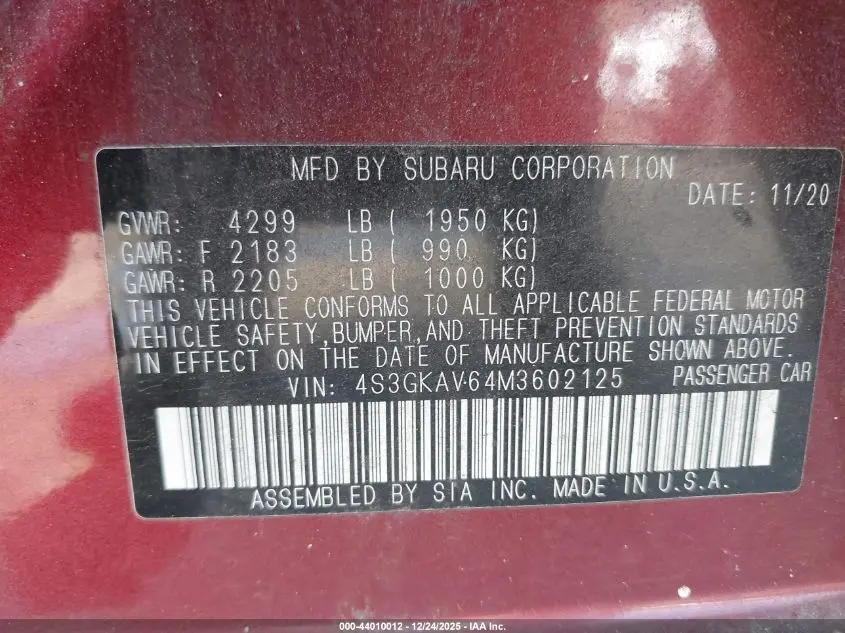 MFD BY SUBARU CORPORATION
DATE: 11/20
GVWR: 4299 LB ( 1950 KG)
GAWR: F 2183 LB ( 990 KG)
GAWR: R 2205 LB ( 1000 KG)
THIS VEHICLE CONFORMS TO ALL APPLICABLE FEDERAL MOTOR
VEHICLE SAFETY, BUMPER, AND THEFT PREVENTION STANDARDS
IN EFFECT ON THE DATE OF MANUFACTURE SHOWN ABOVE.
VIN: 4S3GKAV64M3602125 PASSENGER CAR
ASSEMBLED BY SIA INC. MADE IN U.S.A.
000-44010012 - 12/24/2025 - IAA Inc.